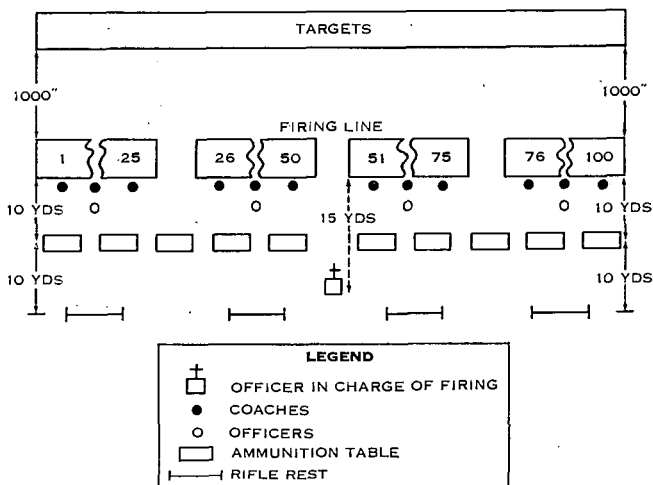 TARGETS
1000" 1000"
FIRING LINE
1 25 26 50 51 75 76 100
10 YDS 15 YDS 10 YDS
10 YDS 10 YDS
LEGEND
OFFICER IN CHARGE OF FIRING
COACHES
OFFICERS
AMMUNITION TABLE
RIFLE REST